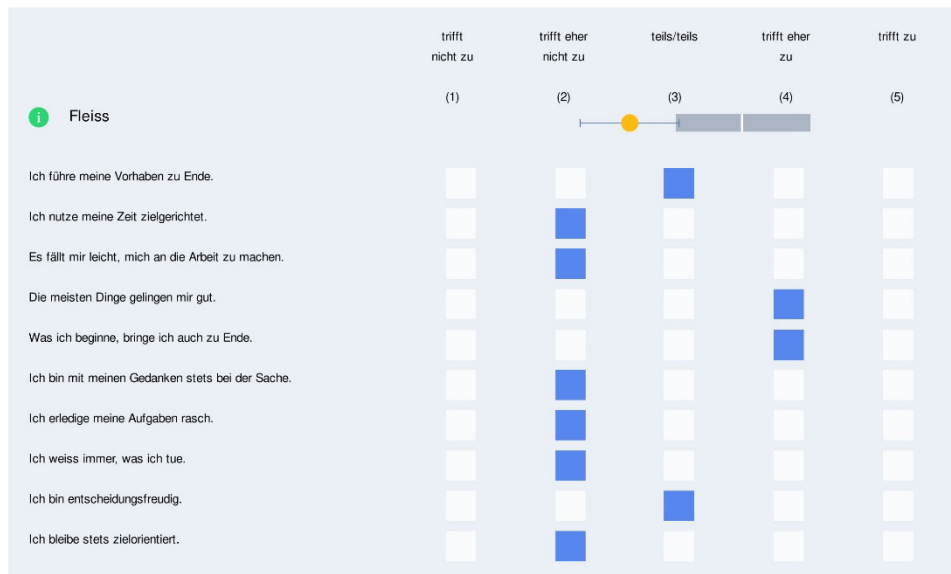 trifft trifft eher teils/teils trifft eher trifft zu
nicht zu nicht zu zu
(1) (2) (3) (4) (5)
i Fleiss
Ich führe meine Vorhaben zu Ende.
Ich nutze meine Zeit zielgerichtet.
Es fällt mir leicht, mich an die Arbeit zu machen.
Die meisten Dinge gelingen mir gut.
Was ich beginne, bringe ich auch zu Ende.
Ich bin mit meinen Gedanken stets bei der Sache.
Ich erledige meine Aufgaben rasch.
Ich weiss immer, was ich tue.
Ich bin entscheidungsfreudig.
Ich bleibe stets zielorientiert.